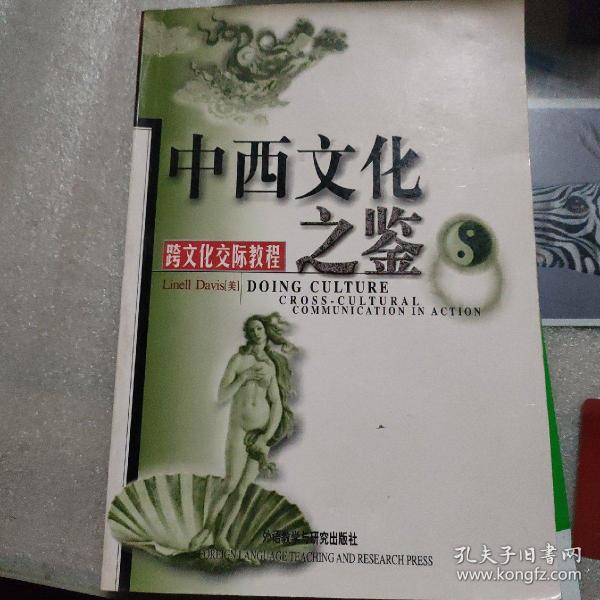 中西文化
之鉴
跨文化交际教程
Linell Davis[美]
DOING CULTURE
CROSS-CULTURAL
COMMUNICATION IN ACTION
外语教学与研究出版社
FOREIGN LANGUAGE TEACHING AND RESEARCH PRESS
孔夫子旧书网
www.kongfz.com